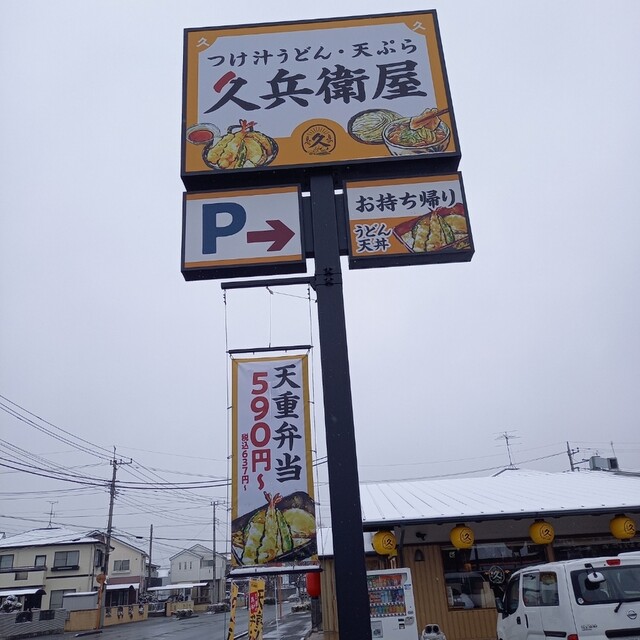 つけ汁うどん・天ぷら
久兵衛屋
久
P
お持ち帰り
うどん
天丼
天重弁当
590円～
税込637円～